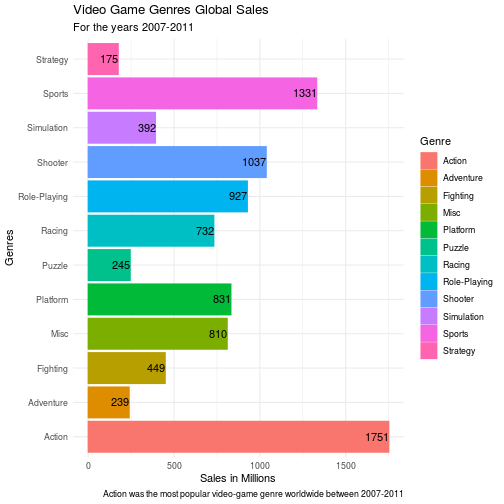 Video Game Genres Global Sales
For the years 2007-2011
Genres
Strategy
175
Sports
1331
Simulation
392
Shooter
1037
Role-Playing
927
Racing
732
Puzzle
245
Platform
831
Misc
810
Fighting
449
Adventure
239
Action
1751
0
500
1000
1500
Sales in Millions
Genre
Action
Adventure
Fighting
Misc
Platform
Puzzle
Racing
Role-Playing
Shooter
Simulation
Sports
Strategy
Action was the most popular video-game genre worldwide between 2007-2011